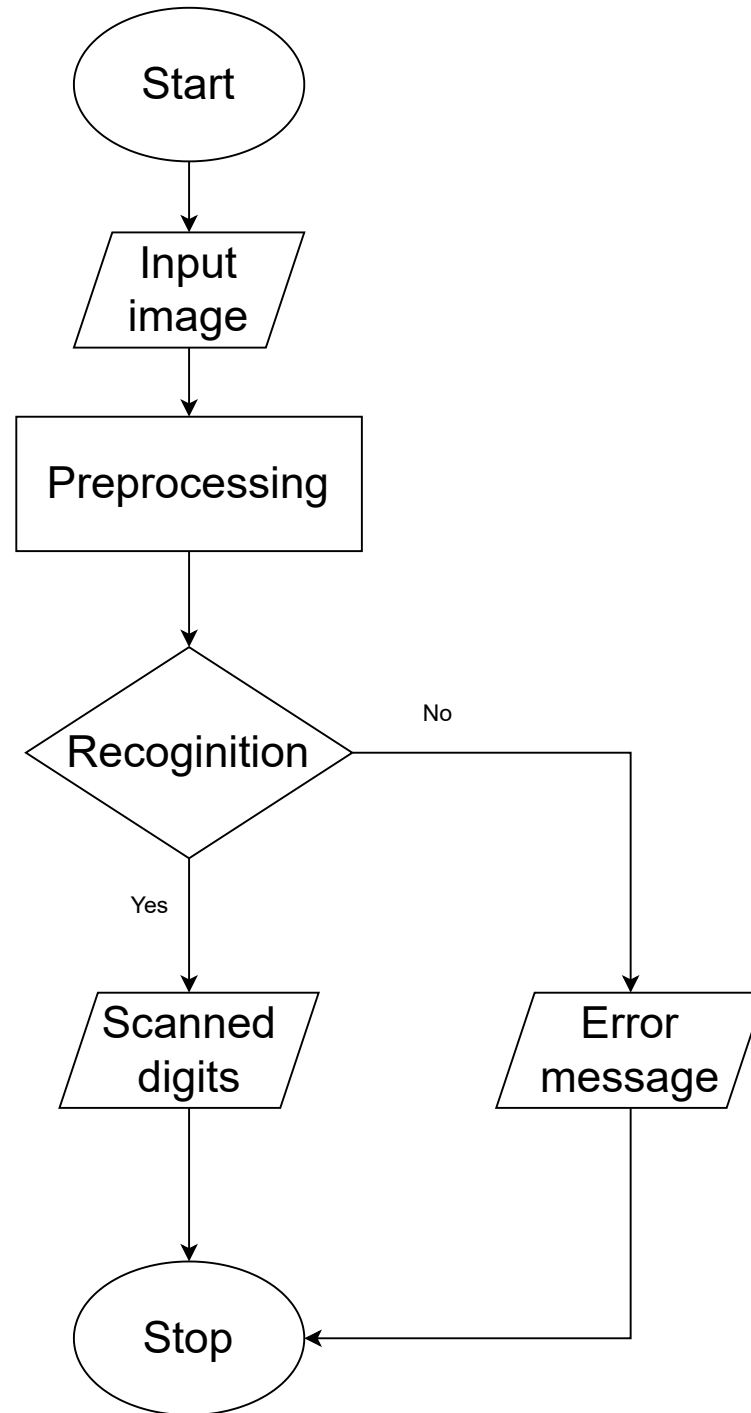 Start
Input
image
Preprocessing
Recoginition
No
Yes
Scanned
digits
Error
message
Stop